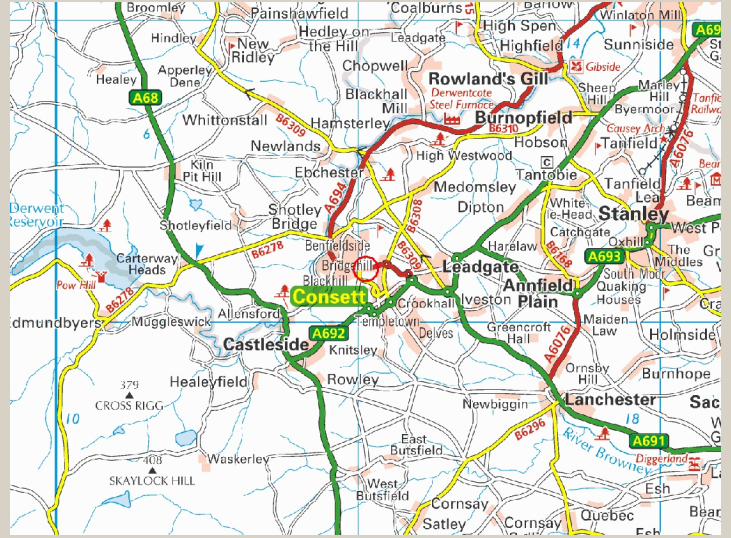 Bromley
Painshawfield
Coalburns
Barlow
Winlaton Mill
High Spen
Hindley
Hedley on
the Hill
Leadgate
Highfield
14
Sunniside
New
Ridley
Gibside
Healey
Apperley
Dene
Chopwell
Rowland's Gill
Sheep
Hill
Marley
Hill
A68
Blackhall
Mill
Derwentcote
Steel Furnace
Byermoor
6
Whittonstall
B6309
Hamsterley
Burnopfield
B6310
Causey Arch
Tanfield
A6076
Newlands
Hobson
High Westwood
C
Kiln
Pit Hill
Ebchester
Tantobie
Tanfield
Lea
A694
Medomsley
B6308
Dipton
White-
le-Head
Stanley
Derwent
Reservoir
Shotley
Bridge
Shotleyfield
Catchgate
Oxhill
West P
Benfieldside
Harelaw
B6168
A693
The
Middles
Carterway
Heads
B6278
Bridgehill
B6309
Leadgate
South Moor
Pow Hill
Blackhill
Annfield
Plain
Quaking
Houses
B6278
Consett
Crookhall
Iveston
Edmundbyers
Muggleswick
Allensford
A692
Templetown
Delves
Greencroft
Hall
Maiden
Law
Castleside
Knitsley
A6076
Holmside
379
CROSS RIGG
Healeyfield
Rowley
Ornsby
Hill
Burnhope
10
Newbiggin
Lanchester
18
Sac
B6296
River Browney
A691
408
SKAYLOCK HILL
Waskerley
East
Butsfield
Diggerland
West
Butsfield
Esh
Cornsay
Satley
Cornsay
Quebec